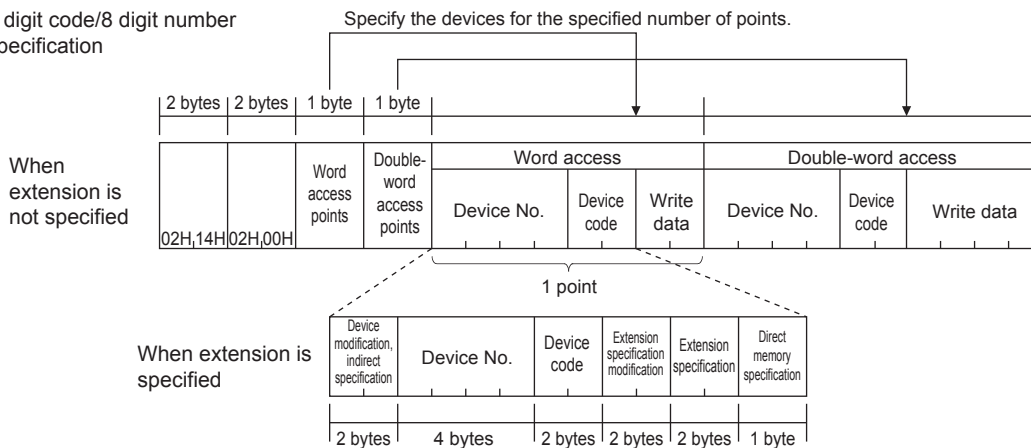 digit code/8 digit number
pecification
Specify the devices for the specified number of points.
2 bytes 2 bytes 1 byte 1 byte
When
extension is
not specified
Word
access
points
Double-
word
access
points
Word access
Double-word access
Device No.
Device
code
Write
data
Device No.
Device
code
Write data
02H 14H 02H 00H
1 point
When extension is
specified
Device
modification,
indirect
specification
Device No.
Device
code
Extension
specification
modification
Extension
specification
Direct
memory
specification
2 bytes 4 bytes 2 bytes 2 bytes 2 bytes 1 byte